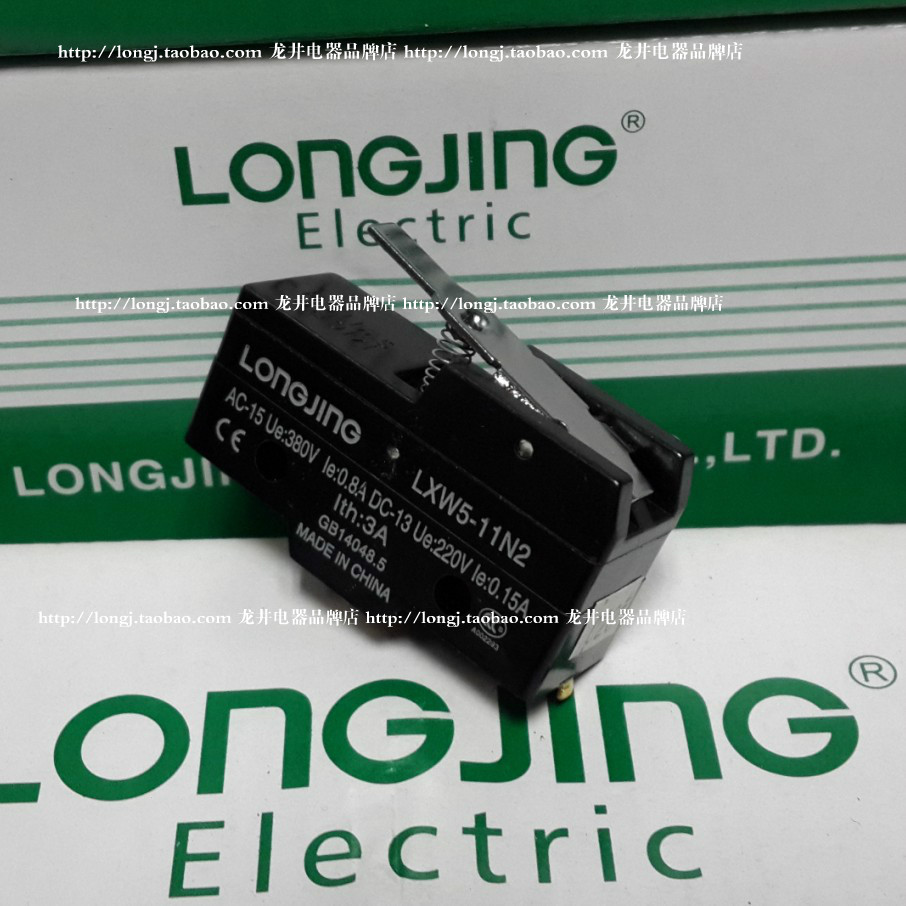 http://longj.taobao.com 龙井电器品牌店 http://longj.taobao.com 龙井电器品牌店
LONGJING®
Electric
http://longj.taobao.com 龙井电器品牌店 http://longj.taobao.com 龙井电器品牌店
LONGJING
AC-15 Ue:380V Ie:0.8A DC-13 Ue:220V Ie:0.15A
CE
LXW5-11N2
Ith:3A
GB14048.5
MADE IN CHINA
A002293
LONGJING
,LTD.
http://longj.taobao.com 龙井电器品牌店 http://longj.taobao.com 龙井电器品牌店
LONGJING®
Electric